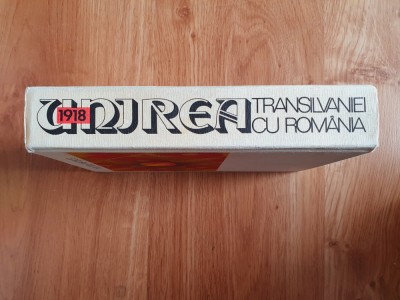 1918
UNIREA
TRANSILVANIEI
CU ROMÂNIA